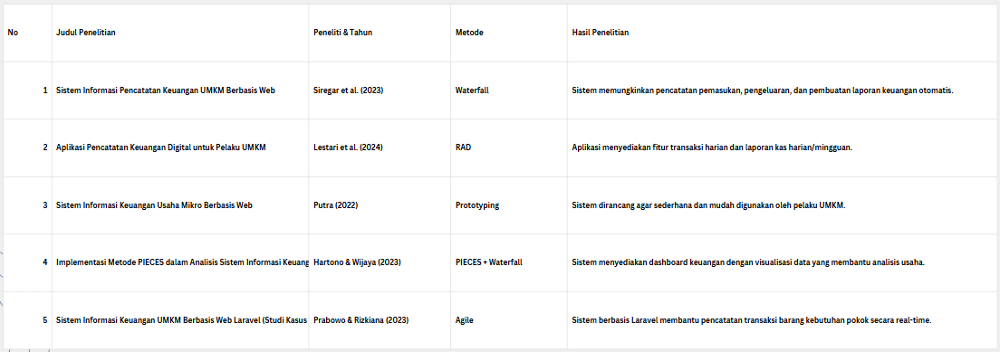 No Judul Penelitian Peneliti & Tahun Metode Hasil Penelitian
1 Sistem Informasi Pencatatan Keuangan UMKM Berbasis Web Siregar et al. (2023) Waterfall Sistem memungkinkan pencatatan pemasukan, pengeluaran, dan pembuatan laporan keuangan otomatis.
2 Aplikasi Pencatatan Keuangan Digital untuk Pelaku UMKM Lestari et al. (2024) RAD Aplikasi menyediakan fitur transaksi harian dan laporan kas harian/mingguan.
3 Sistem Informasi Keuangan Usaha Mikro Berbasis Web Putra (2022) Prototyping Sistem dirancang agar sederhana dan mudah digunakan oleh pelaku UMKM.
4 Implementasi Metode PIECES dalam Analisis Sistem Informasi Keuang Hartono & Wijaya (2023) PIECES + Waterfall Sistem menyediakan dashboard keuangan dengan visualisasi data yang membantu analisis usaha.
5 Sistem Informasi Keuangan UMKM Berbasis Web Laravel (Studi Kasus Prabowo & Rizkiana (2023) Agile Sistem berbasis Laravel membantu pencatatan transaksi barang kebutuhan pokok secara real-time.